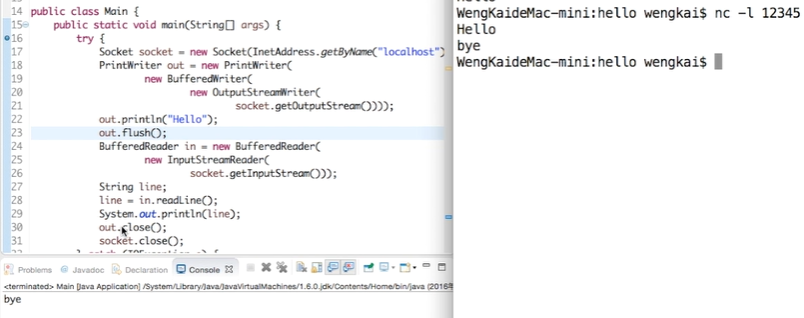 14 public class Main {
15 public static void main(String[] args) {
16 try {
17 Socket socket = new Socket(InetAddress.getByName("localhost")
18 PrintWriter out = new PrintWriter(
19 new BufferedWriter(
20 new OutputStreamWriter(
21 socket.getOutputStream())));
22 out.println("Hello");
23 out.flush();
24 BufferedReader in = new BufferedReader(
25 new InputStreamReader(
26 socket.getInputStream()));
27 String line;
28 line = in.readLine();
29 System.out.println(line);
30 out.close();
31 socket.close();
Problems Javadoc Declaration Console
<terminated> Main [Java Application] /System/Library/Java/JavaVirtualMachines/1.6.0.jdk/Contents/Home/bin/java (2016年
bye
WengKaideMac-mini:hello wengkai$ nc -l 12345
Hello
bye
WengKaideMac-mini:hello wengkai$